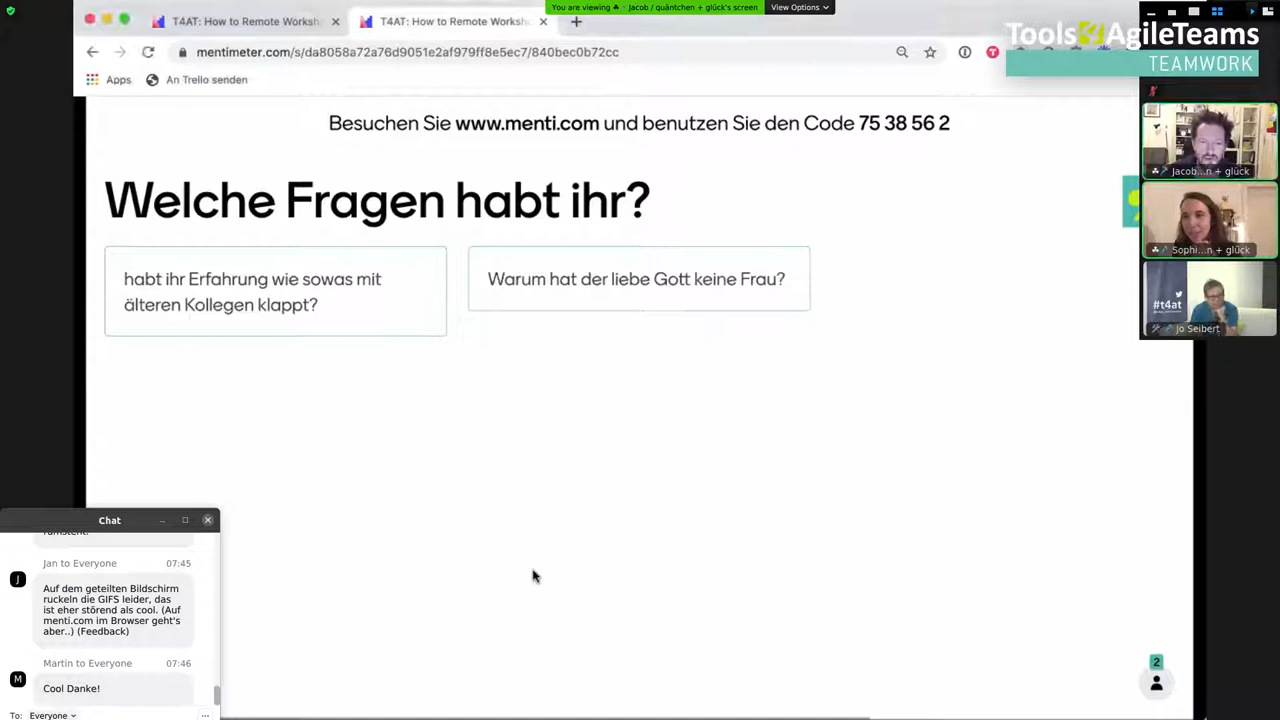 You are viewing Jacob / quäntchen + glück's screen
View Options
T4AT: How to Remote Worksh
T4AT: How to Remote Worksh
mentimeter.com/s/da8058a72a76d9051e2af979ff8e5ec7/840bec0b72cc
Apps
An Trello senden
Tools4AgileTeams
TEAMWORK
Besuchen Sie www.menti.com und benutzen Sie den Code 75 38 56 2
Welche Fragen habt ihr?
habt ihr Erfahrung wie sowas mit
älteren Kollegen klappt?
Warum hat der liebe Gott keine Frau?
Jacob...n + glück
Sophi...n + glück
#t4at
Jo Seibert
Chat
Jan to Everyone 07:45
J
Auf dem geteilten Bildschirm
ruckeln die GIFS leider, das
ist eher störend als cool. (Auf
menti.com im Browser geht's
aber..) (Feedback)
Martin to Everyone 07:46
M
Cool Danke!
To: Everyone
2